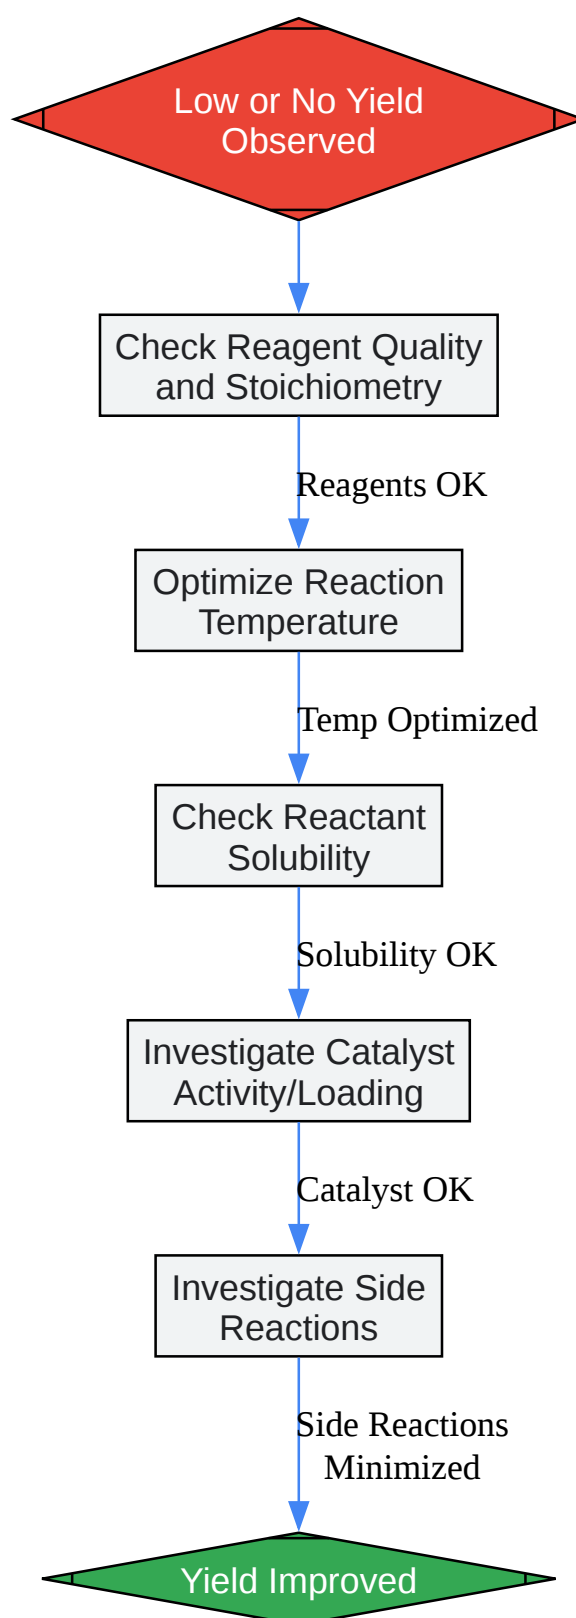 Low or No Yield
Observed
Check Reagent Quality
and Stoichiometry
Reagents OK
Optimize Reaction
Temperature
Temp Optimized
Check Reactant
Solubility
Solubility OK
Investigate Catalyst
Activity/Loading
Catalyst OK
Investigate Side
Reactions
Side Reactions
Minimized
Yield Improved